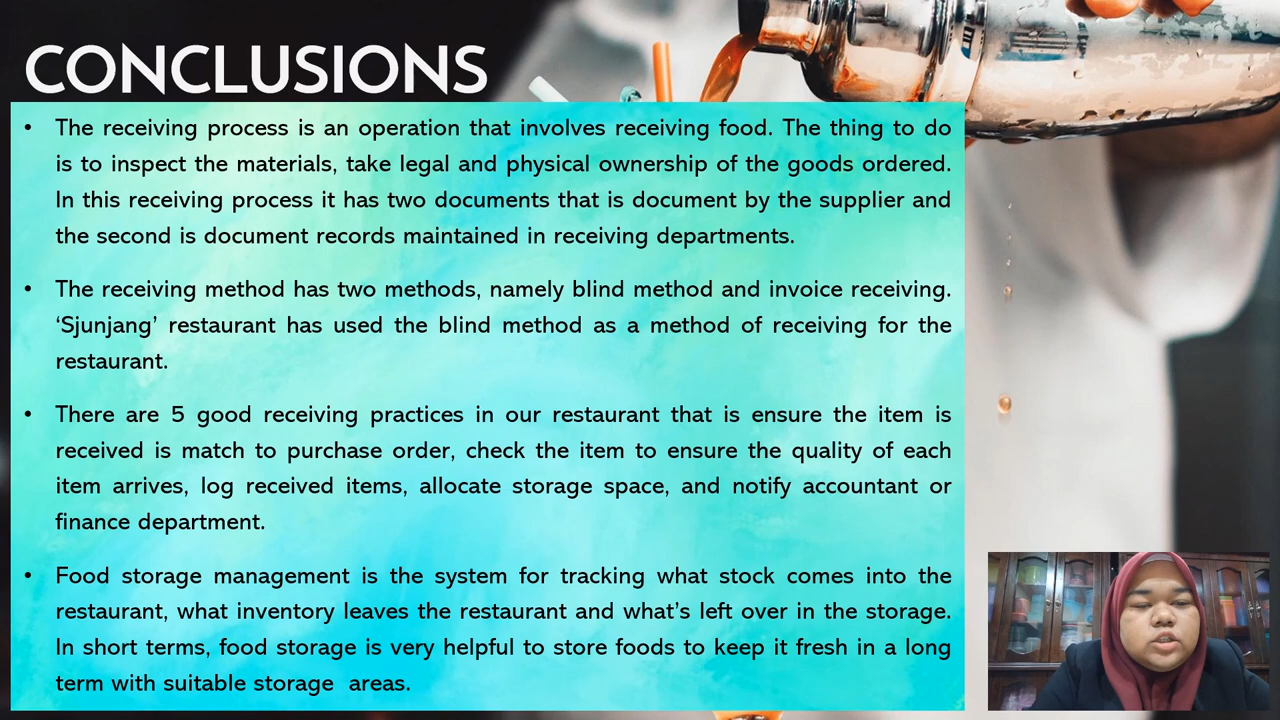 CONCLUSIONS
• The receiving process is an operation that involves receiving food. The thing to do
is to inspect the materials, take legal and physical ownership of the goods ordered.
In this receiving process it has two documents that is document by the supplier and
the second is document records maintained in receiving departments.
• The receiving method has two methods, namely blind method and invoice receiving.
‘Sjunjang’ restaurant has used the blind method as a method of receiving for the
restaurant.
• There are 5 good receiving practices in our restaurant that is ensure the item is
received is match to purchase order, check the item to ensure the quality of each
item arrives, log received items, allocate storage space, and notify accountant or
finance department.
• Food storage management is the system for tracking what stock comes into the
restaurant, what inventory leaves the restaurant and what’s left over in the storage.
In short terms, food storage is very helpful to store foods to keep it fresh in a long
term with suitable storage  areas.